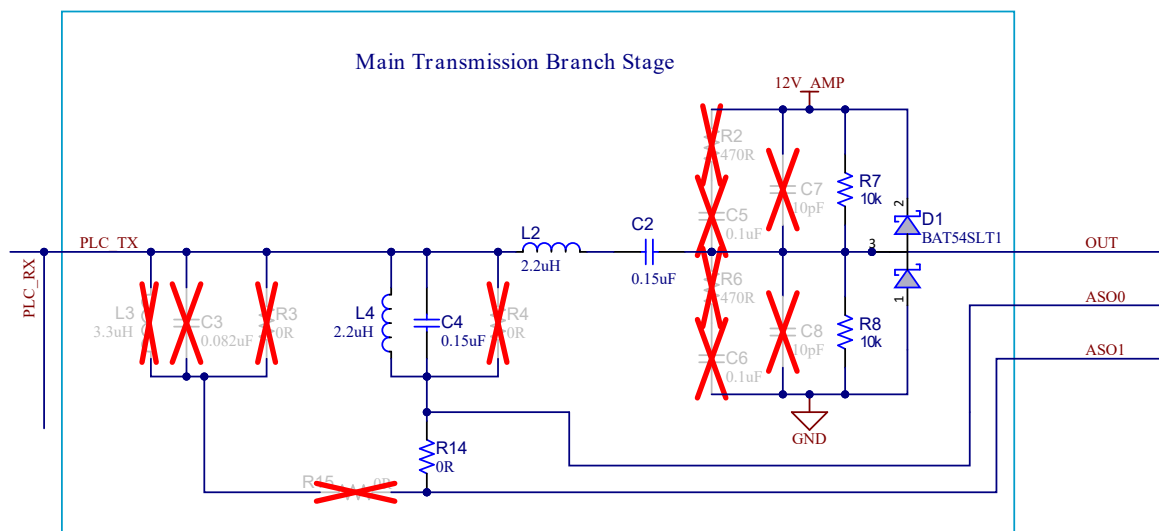 Main Transmission Branch Stage
12V_AMP
R2
470R
C7
10pF
R7
10k
C5
0.1uF
2
D1
BAT54SLT1
3
1
PLC_TX
PLC_RX
L2
2.2uH
C2
0.15uF
OUT
ASO0
ASO1
L3
3.3uH
C3
0.082uF
R3
0R
L4
2.2uH
C4
0.15uF
R4
0R
R6
470R
C8
10pF
R8
10k
C6
0.1uF
GND
R14
0R
R15
0R